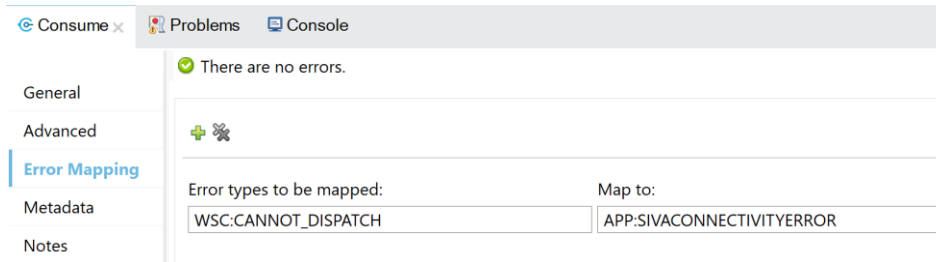 Consume Problems Console
There are no errors.
General
Advanced
Error Mapping
Metadata
Notes
Error types to be mapped: Map to:
WSC:CANNOT_DISPATCH APP:SIVACONNECTIVITYERROR